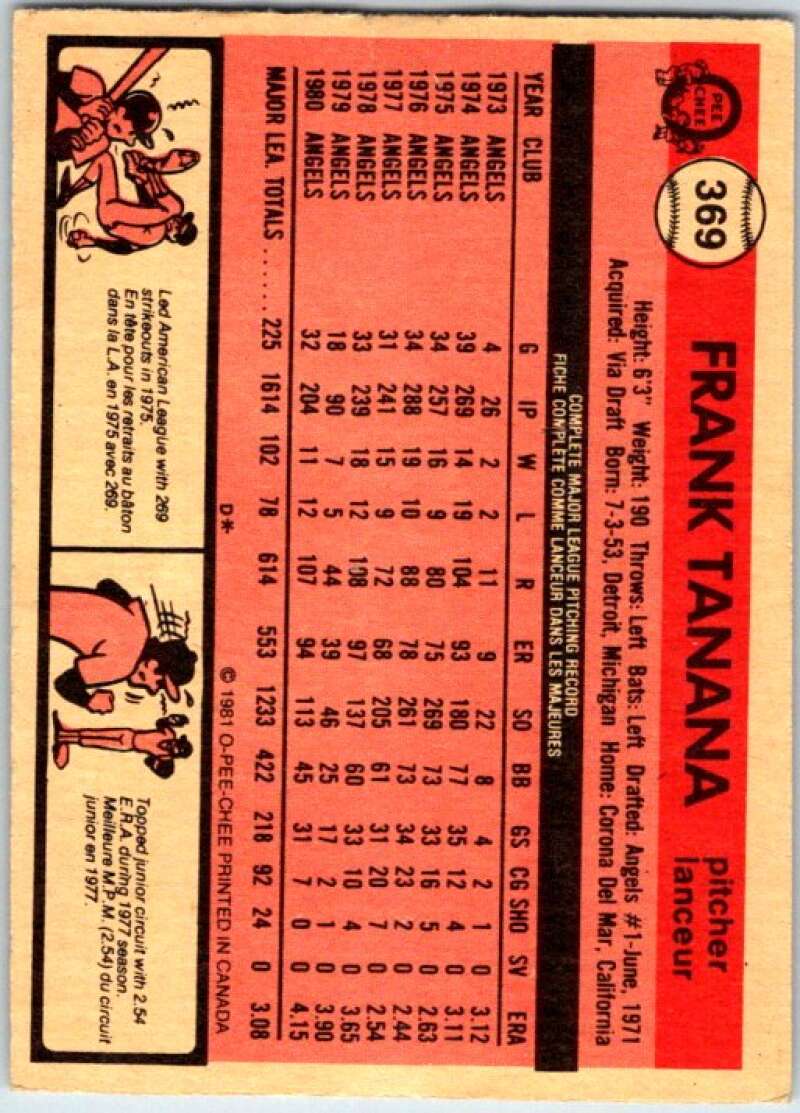 O
PEE
CHEE
369
FRANK TANANA
pitcher
lanceur
Height: 6'3" Weight: 190 Throws: Left Bats: Left Drafted: Angels #1-June, 1971
Acquired: Via Draft Born: 7-3-53, Detroit, Michigan Home: Corona Del Mar, California
COMPLETE MAJOR LEAGUE PITCHING RECORD
FICHE COMPLETE COMME LANCEUR DANS LES MAJEURES
YEAR CLUB G IP W L R ER SO BB GS CG SHO SV ERA
1973 ANGELS 4 26 2 2 11 9 22 8 4 2 1 0 3.12
1974 ANGELS 39 269 14 19 104 93 180 77 35 12 4 0 3.11
1975 ANGELS 34 257 16 9 80 75 269 73 33 16 5 0 2.63
1976 ANGELS 34 288 19 10 88 78 261 73 34 23 2 0 2.44
1977 ANGELS 31 241 15 9 72 68 205 61 31 20 7 0 2.54
1978 ANGELS 33 239 18 12 108 97 137 60 33 10 4 0 3.65
1979 ANGELS 18 90 7 5 44 39 46 25 17 2 1 0 3.90
1980 ANGELS 32 204 11 12 107 94 113 45 31 7 0 0 4.15
MAJOR LEA. TOTALS ...... 225 1614 102 78 614 553 1233 422 218 92 24 0 3.08
D* © 1981 O-PEE-CHEE PRINTED IN CANADA
Led American League with 269
strikeouts in 1975.
En tête pour les retraits au bâton
dans la L.A. en 1975 avec 269.
Topped junior circuit with 2.54
E.R.A. during 1977 season.
Meilleure M.P.M. (2.54) du circuit
junior en 1977.